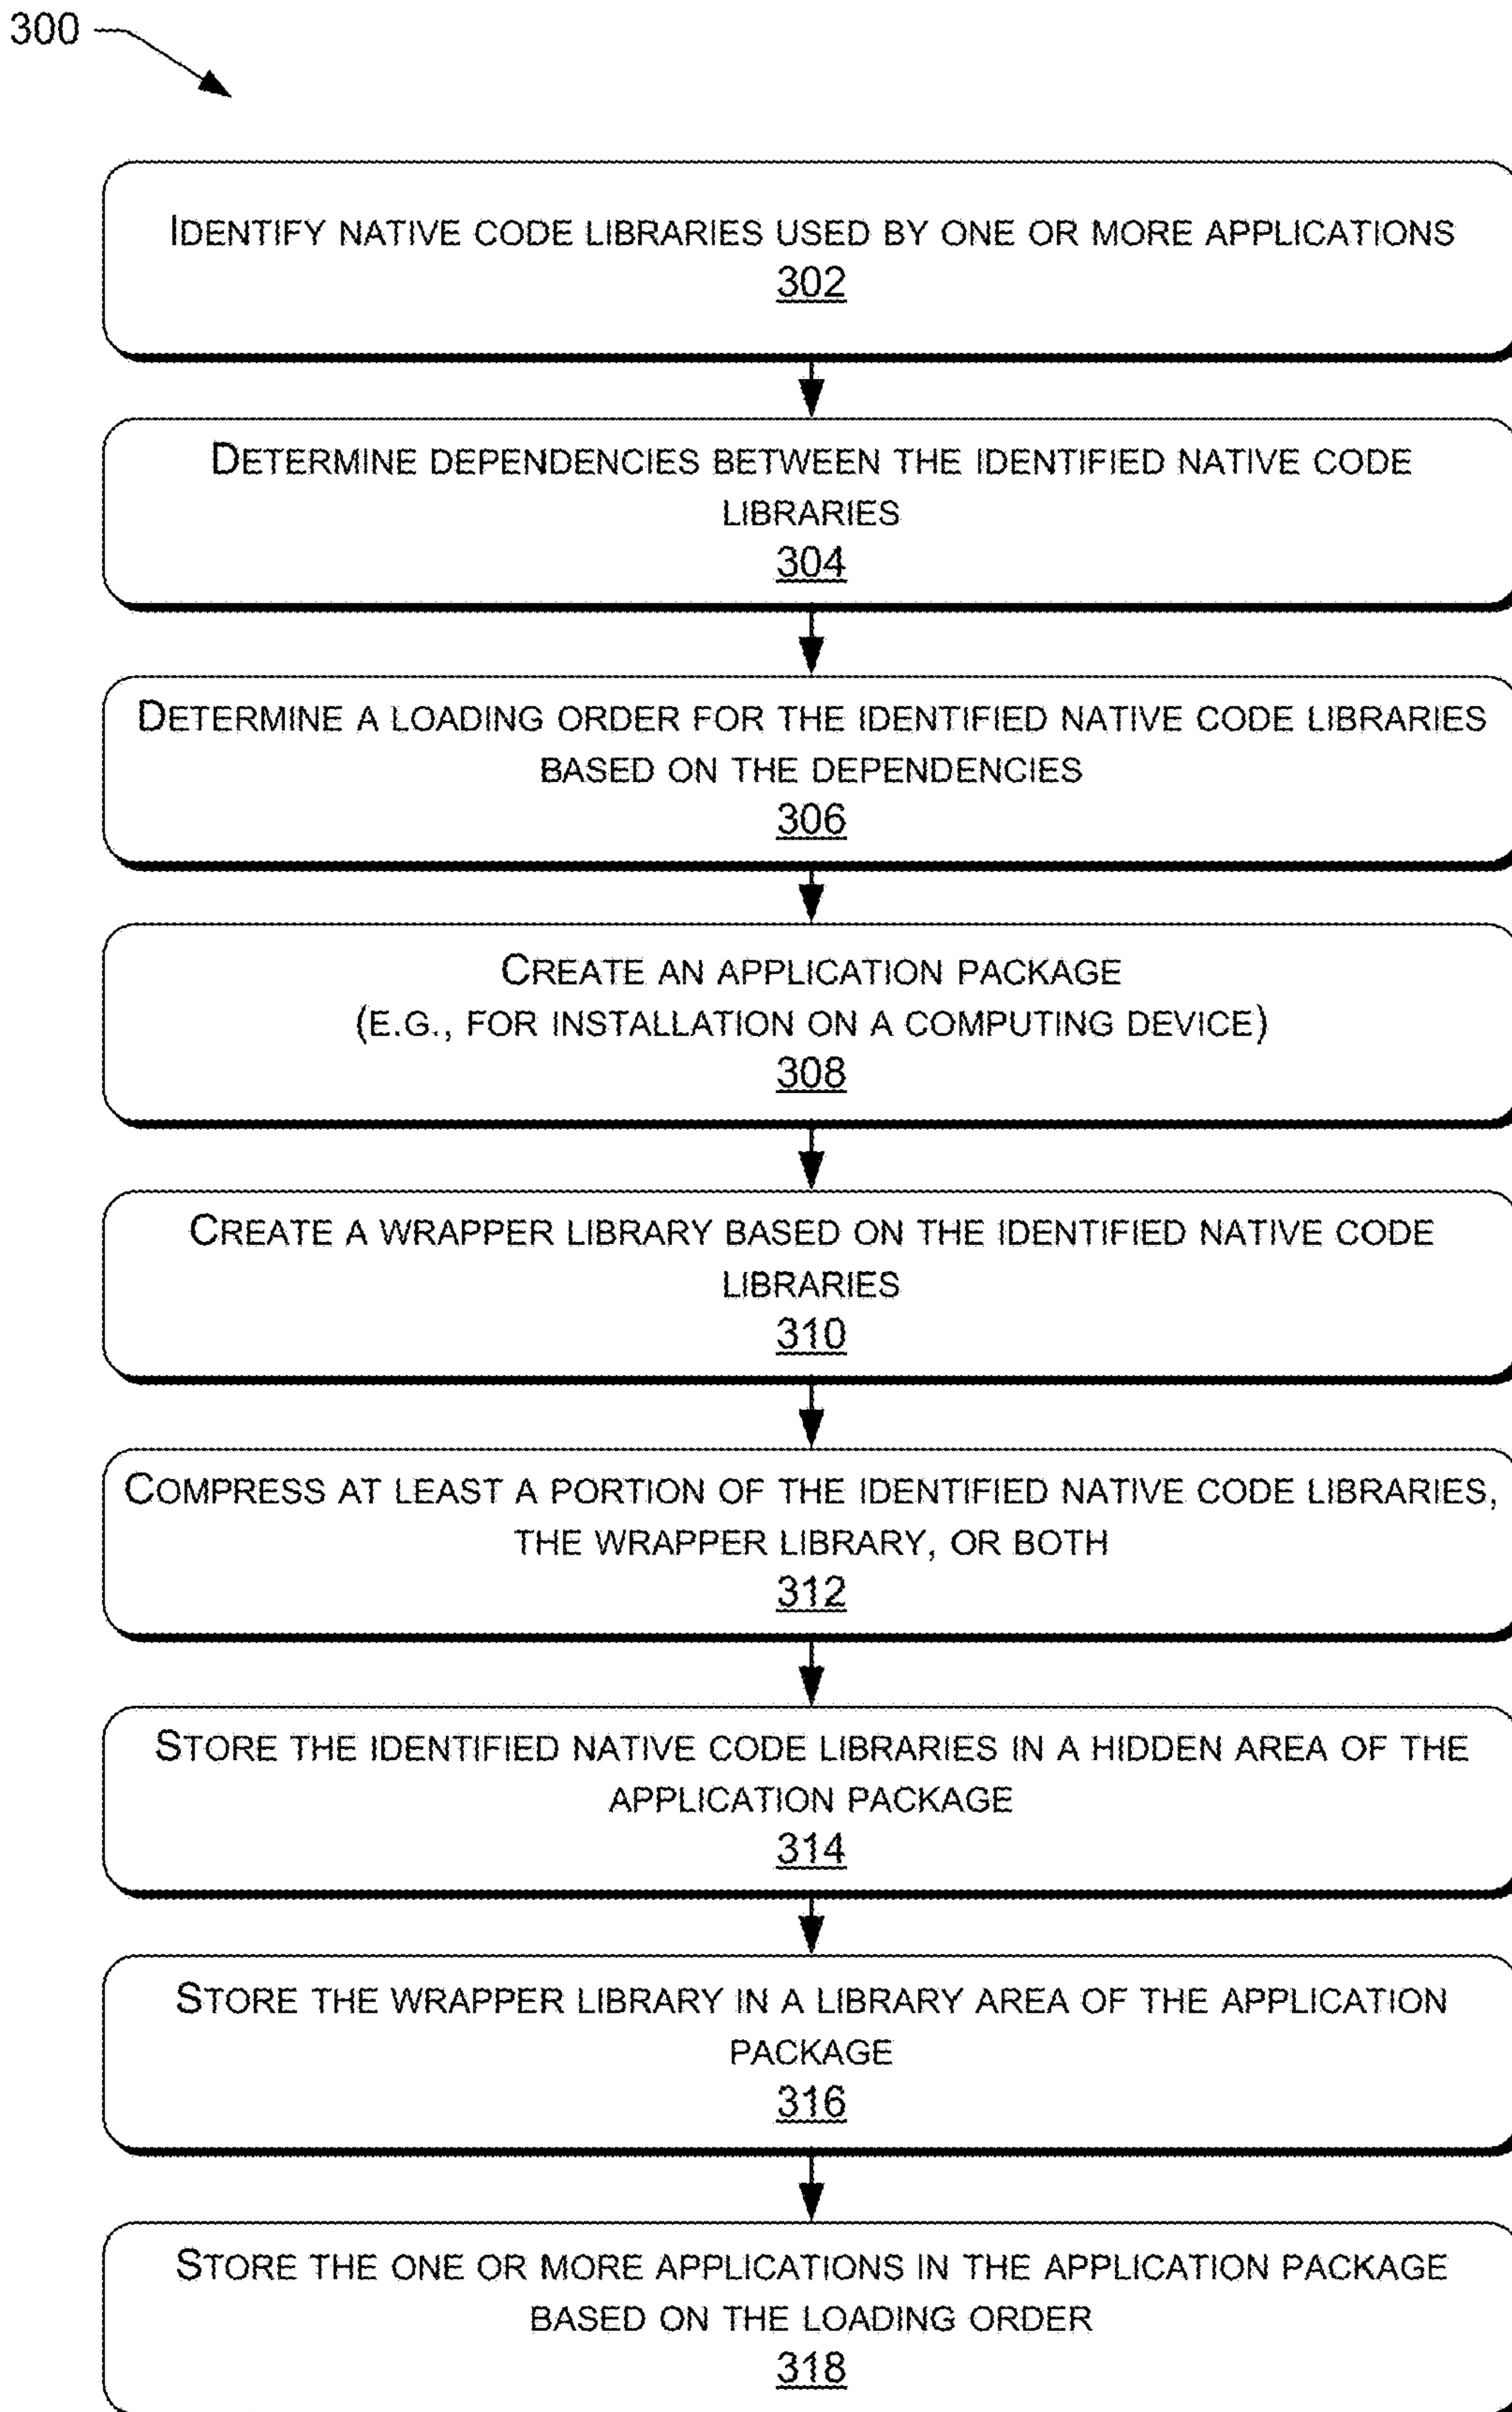 300
IDENTIFY NATIVE CODE LIBRARIES USED BY ONE OR MORE APPLICATIONS
302
DETERMINE DEPENDENCIES BETWEEN THE IDENTIFIED NATIVE CODE
LIBRARIES
304
DETERMINE A LOADING ORDER FOR THE IDENTIFIED NATIVE CODE LIBRARIES
BASED ON THE DEPENDENCIES
306
CREATE AN APPLICATION PACKAGE
(E.G., FOR INSTALLATION ON A COMPUTING DEVICE)
308
CREATE A WRAPPER LIBRARY BASED ON THE IDENTIFIED NATIVE CODE
LIBRARIES
310
COMPRESS AT LEAST A PORTION OF THE IDENTIFIED NATIVE CODE LIBRARIES,
THE WRAPPER LIBRARY, OR BOTH
312
STORE THE IDENTIFIED NATIVE CODE LIBRARIES IN A HIDDEN AREA OF THE
APPLICATION PACKAGE
314
STORE THE WRAPPER LIBRARY IN A LIBRARY AREA OF THE APPLICATION
PACKAGE
316
STORE THE ONE OR MORE APPLICATIONS IN THE APPLICATION PACKAGE
BASED ON THE LOADING ORDER
318